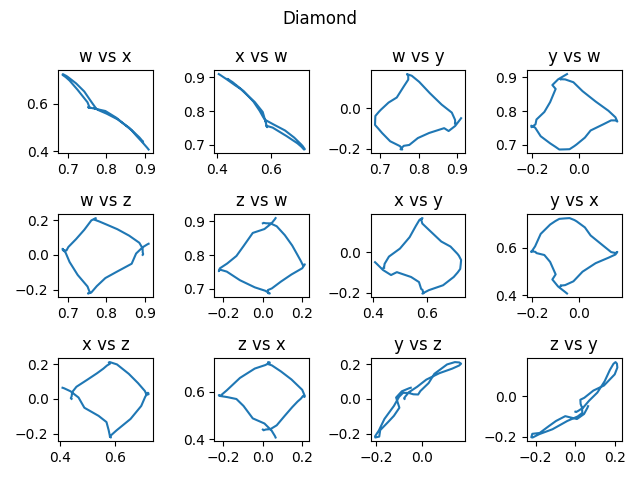 Diamond
w vs x
x vs w
w vs y
y vs w
0.6
0.4
0.7 0.8 0.9
0.9
0.8
0.7
0.4 0.6
0.0
−0.2
0.7 0.8 0.9
0.9
0.8
0.7
−0.2 0.0
w vs z
z vs w
x vs y
y vs x
0.2
0.0
−0.2
0.7 0.8 0.9
0.9
0.8
0.7
−0.2 0.0 0.2
0.0
−0.2
0.4 0.6
0.6
0.4
−0.2 0.0
x vs z
z vs x
y vs z
z vs y
0.2
0.0
−0.2
0.4 0.6
0.6
0.4
−0.2 0.0 0.2
0.2
0.0
−0.2
−0.2 0.0
0.0
−0.2
−0.2 0.0 0.2